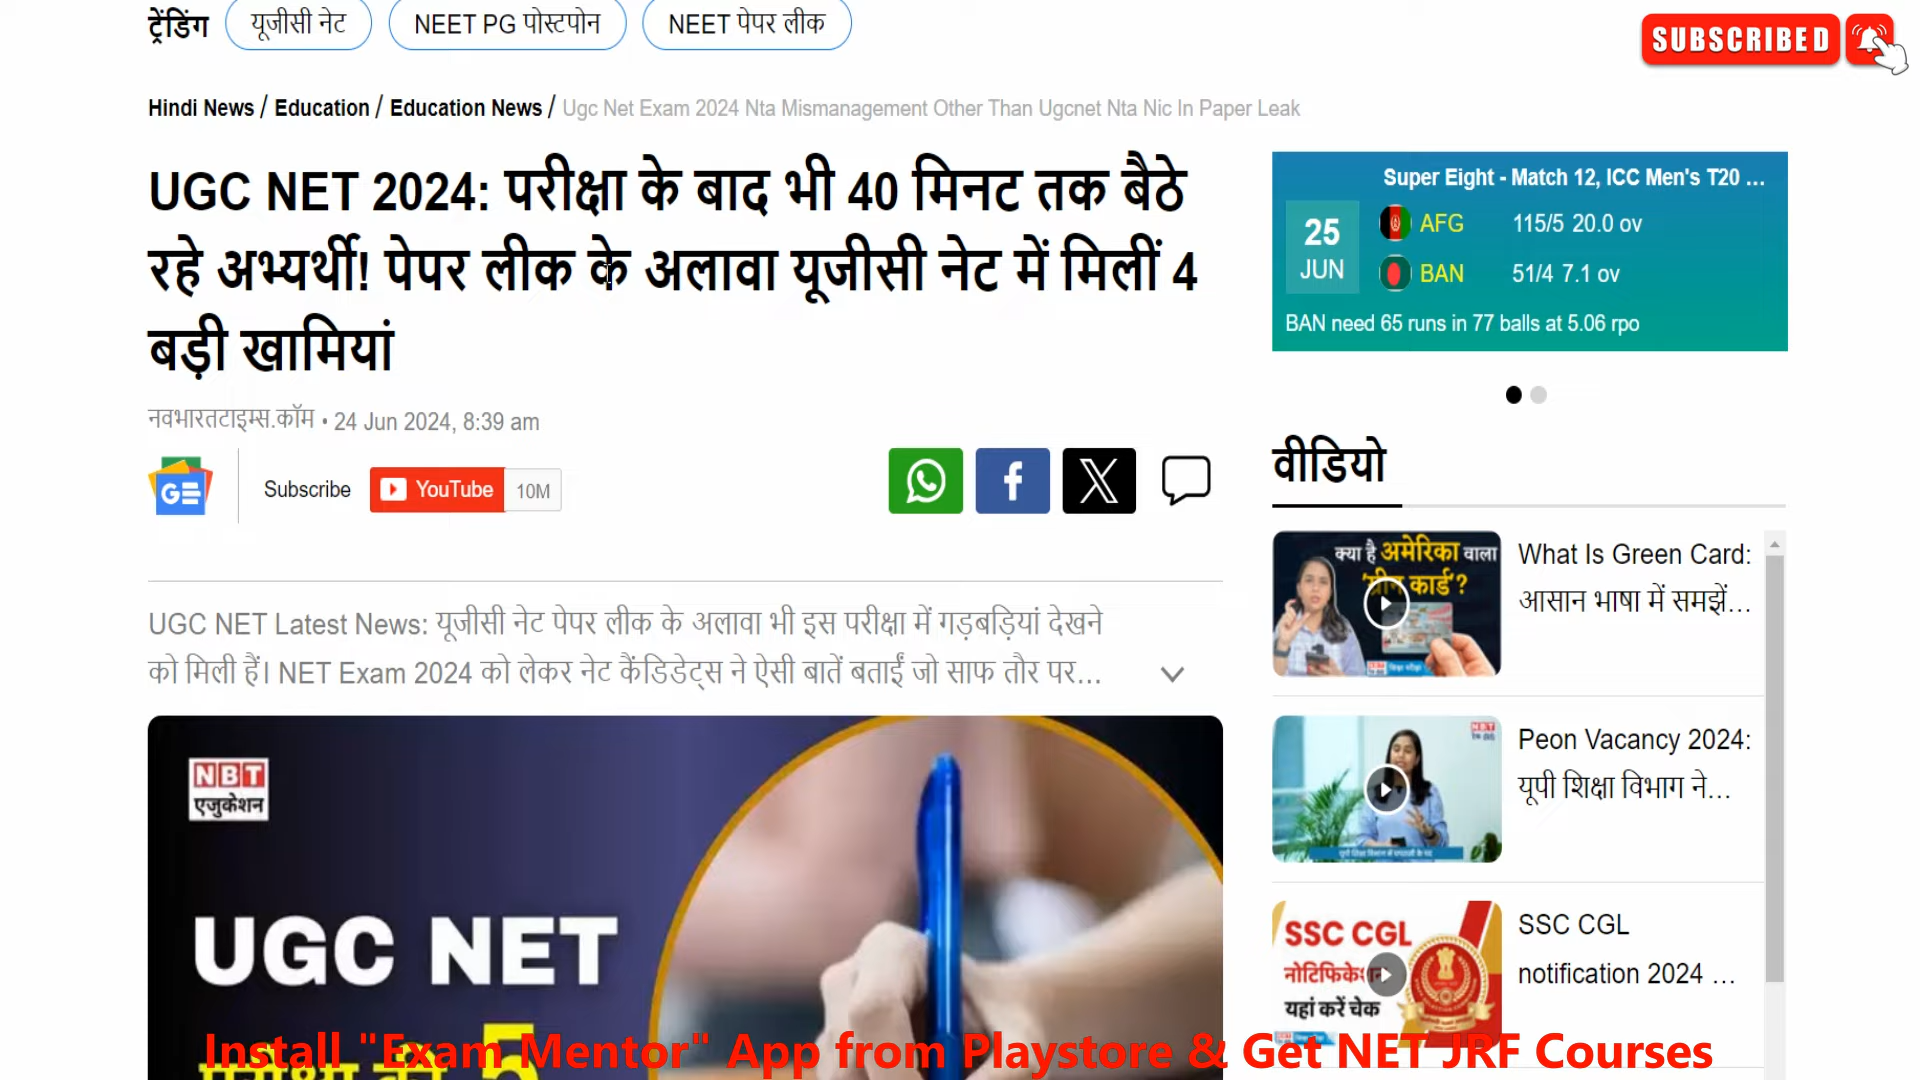 ट्रेंडिंग यूजीसी नेट NEET PG पोस्टपोन NEET पेपर लीक
SUBSCRIBED
Hindi News / Education / Education News / Ugc Net Exam 2024 Nta Mismanagement Other Than Ugcnet Nta Nic In Paper Leak
UGC NET 2024: परीक्षा के बाद भी 40 मिनट तक बैठे
रहे अभ्यर्थी! पेपर लीक के अलावा यूजीसी नेट में मिलीं 4
बड़ी खामियां
नवभारतटाइम्स.कॉम • 24 Jun 2024, 8:39 am
Subscribe YouTube 10M
UGC NET Latest News: यूजीसी नेट पेपर लीक के अलावा भी इस परीक्षा में गड़बड़ियां देखने
को मिली हैं। NET Exam 2024 को लेकर नेट कैंडिडेट्स ने ऐसी बातें बताईं जो साफ तौर पर...
NBT
एजुकेशन
UGC NET
परीक्षा की 5
Super Eight - Match 12, ICC Men's T20 ...
25 JUN
AFG 115/5 20.0 ov
BAN 51/4 7.1 ov
BAN need 65 runs in 77 balls at 5.06 rpo
वीडियो
क्या है अमेरिका वाला
'ग्रीन कार्ड'?
What Is Green Card:
आसान भाषा में समझें...
Peon Vacancy 2024:
यूपी शिक्षा विभाग ने...
SSC CGL
नोटिफिकेशन
यहां करें चेक
SSC CGL
notification 2024 ...
Install "Exam Mentor" App from Playstore & Get NET JRF Courses